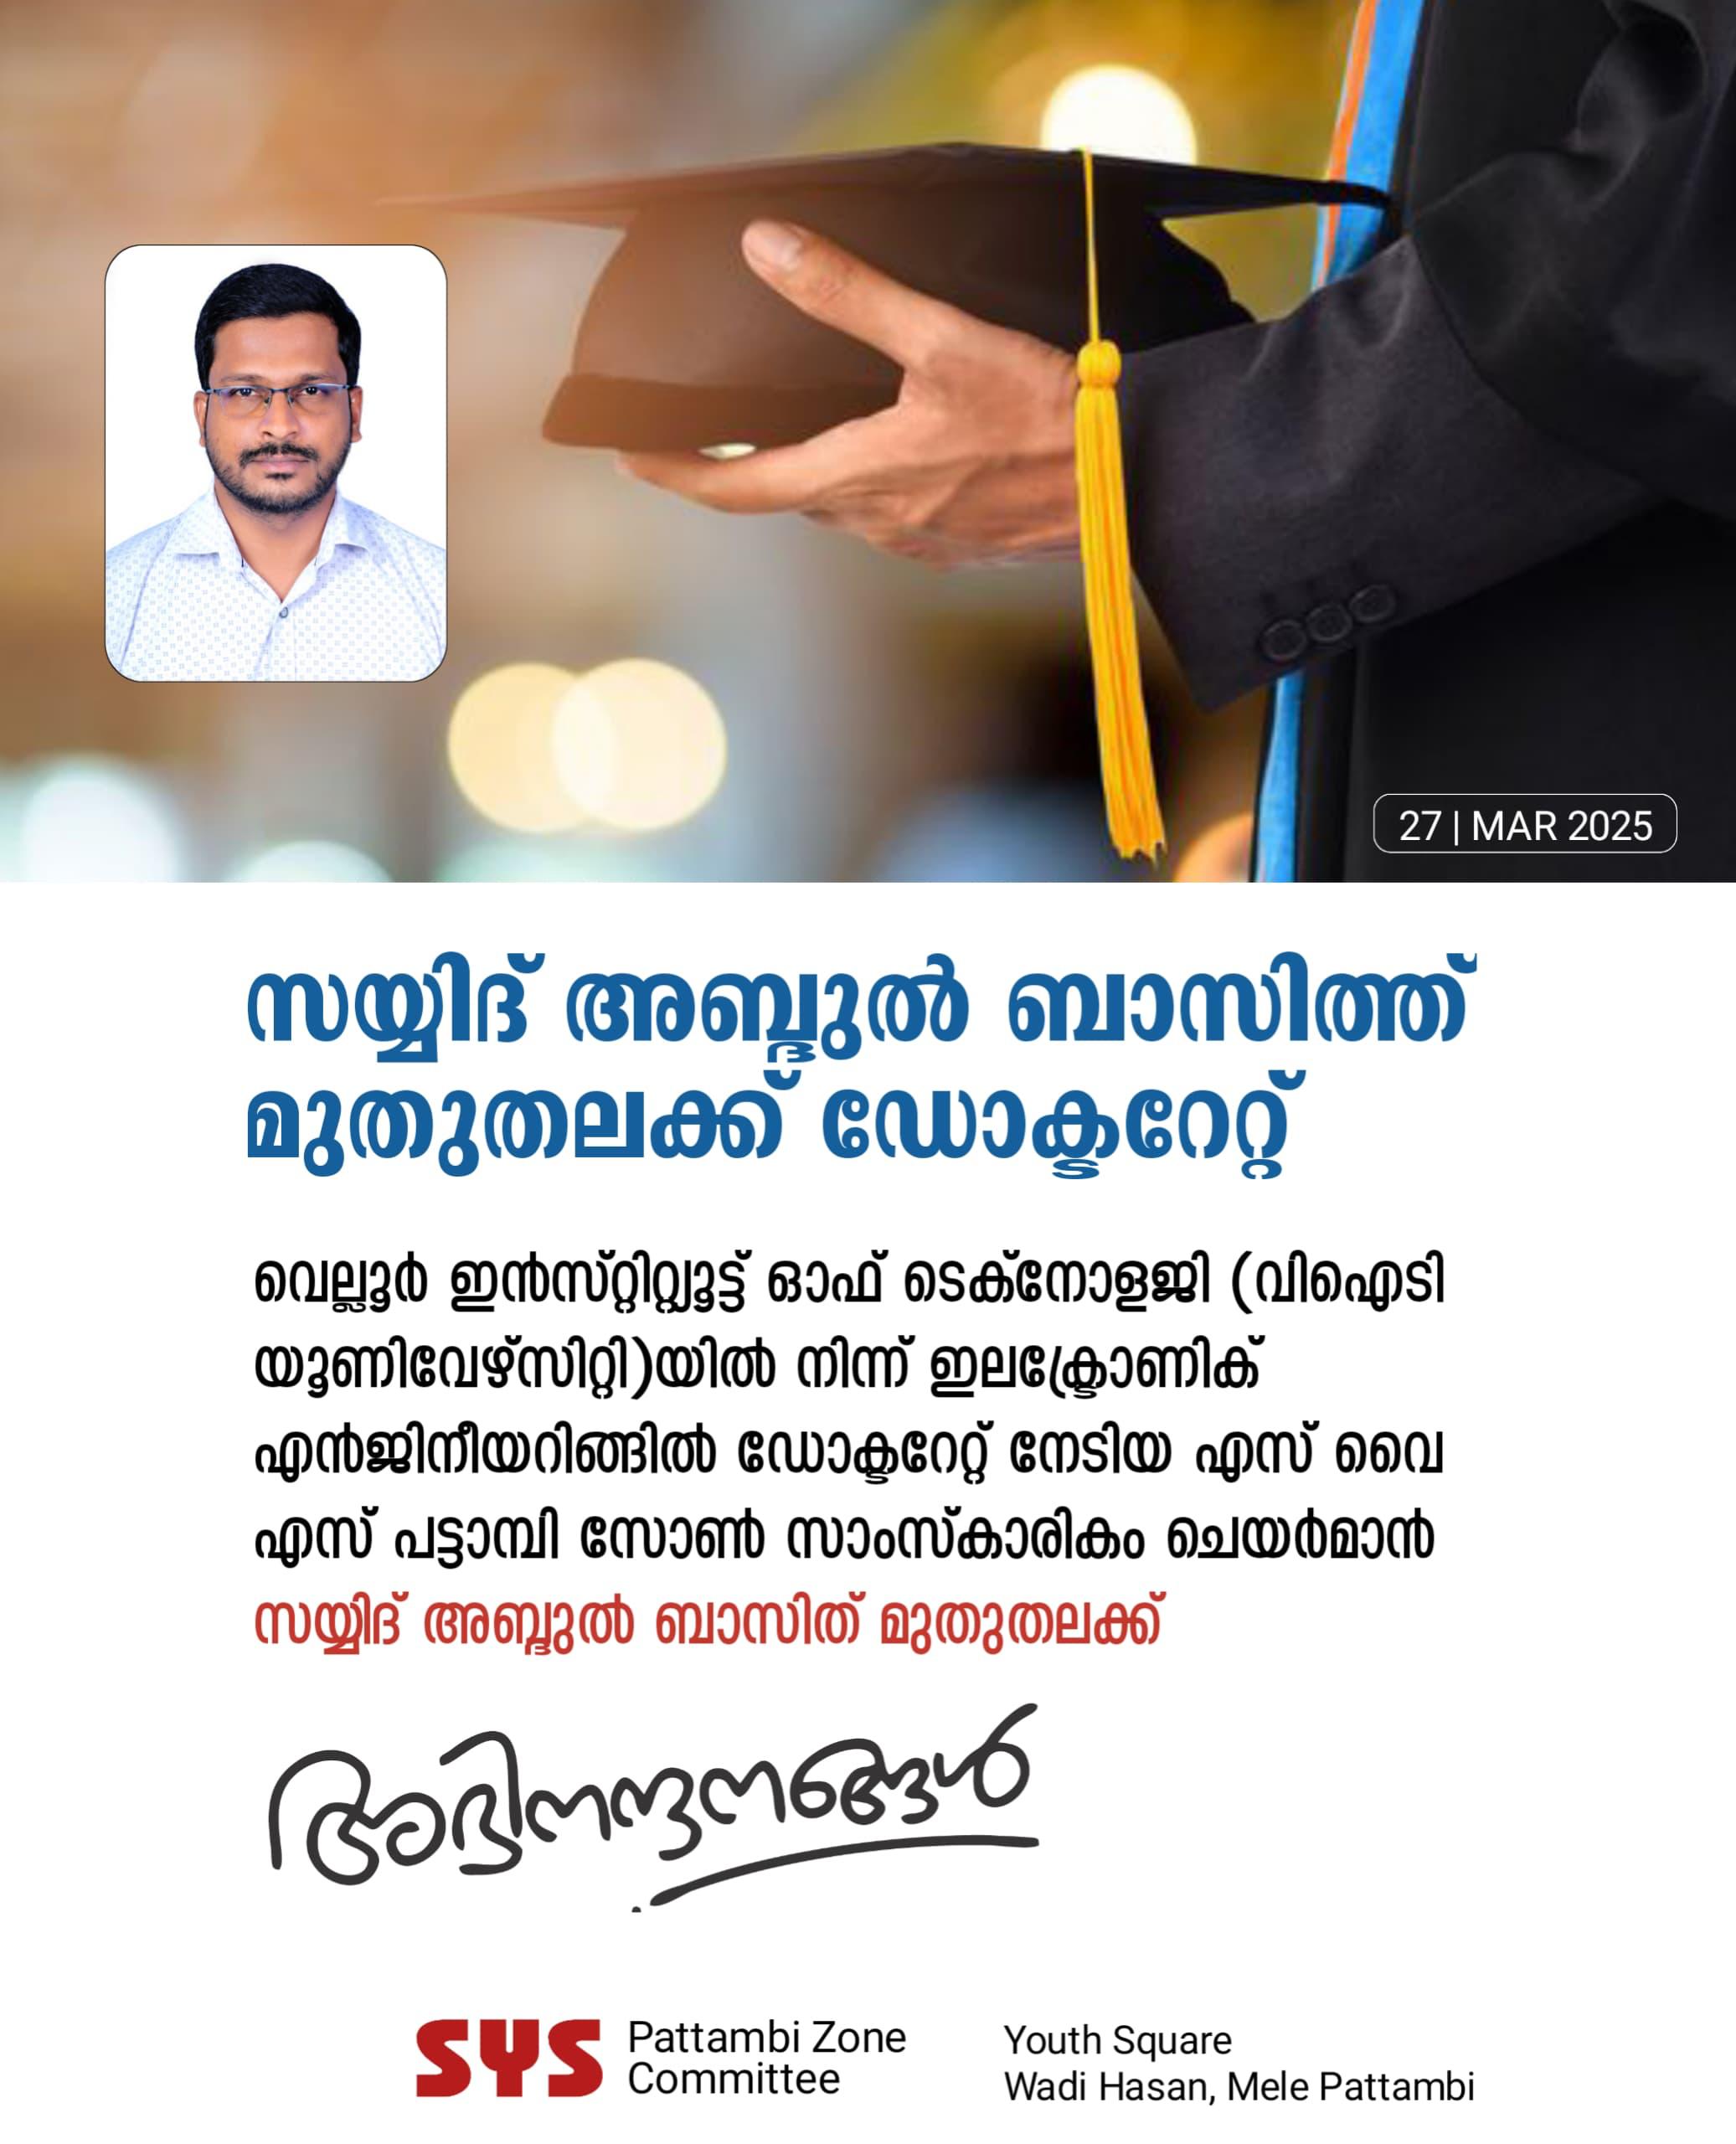 27 | MAR 2025
സയ്യിദ് അബ്ദുൽ ബാസിത്ത്
മുതുതലക്ക് ഡോക്ടറേറ്റ്
വെല്ലൂർ ഇൻസ്റ്റിറ്റ്യൂട്ട് ഓഫ് ടെക്നോളജി (വിഐടി
യൂണിവേഴ്സിറ്റി)യിൽ നിന്ന് ഇലക്ട്രോണിക്
എൻജിനീയറിങ്ങിൽ ഡോക്ടറേറ്റ് നേടിയ എസ് വൈ
എസ് പട്ടാമ്പി സോൺ സാംസ്കാരികം ചെയർമാൻ
സയ്യിദ് അബ്ദുൽ ബാസിത് മുതുതലക്ക്
അഭിനന്ദനങ്ങൾ
SYS Pattambi Zone
Committee
Youth Square
Wadi Hasan, Mele Pattambi